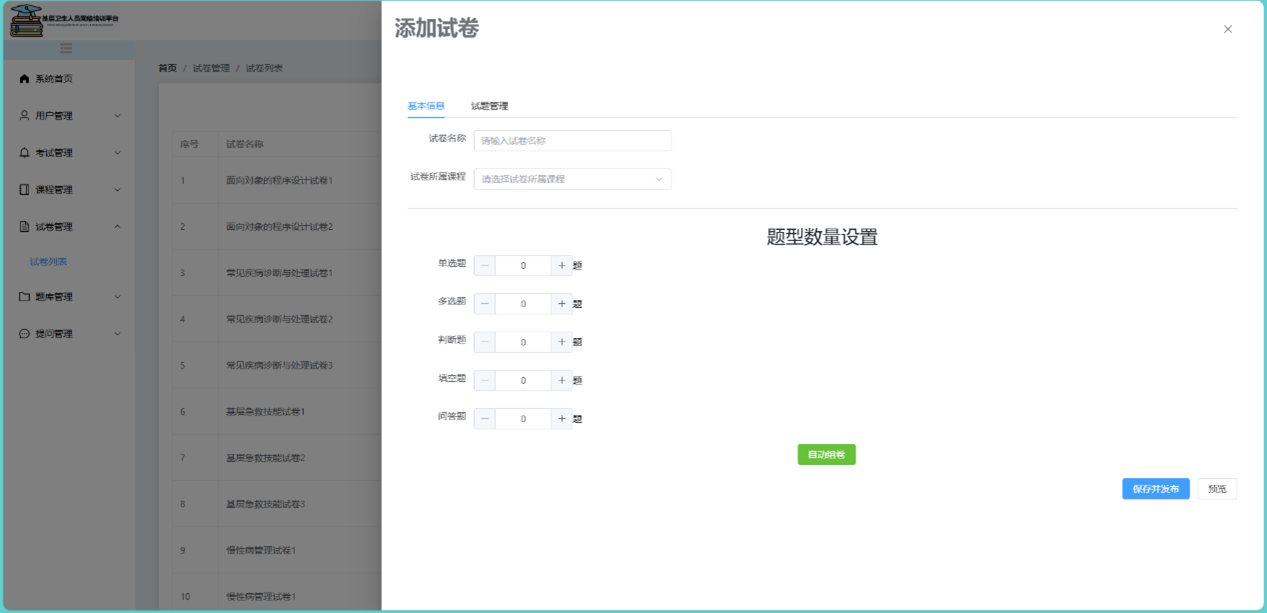 基层卫生人员网络培训平台
添加试卷
系统首页
用户管理
考试管理
课程管理
试卷管理
试卷列表
题库管理
提问管理
首页 / 试卷管理 / 试卷列表
序号 试卷名称
1 面向对象的程序设计试卷1
2 面向对象的程序设计试卷2
3 常见疾病诊断与处理试卷1
4 常见疾病诊断与处理试卷2
5 常见疾病诊断与处理试卷3
6 基层急救技能试卷1
7 基层急救技能试卷2
8 基层急救技能试卷3
9 慢性病管理试卷1
10 慢性病管理试卷1
基本信息 试题管理
试卷名称 请输入试卷名称
试卷所属课程 请选择试卷所属课程
题型数量设置
单选题 0 题
多选题 0 题
判断题 0 题
填空题 0 题
问答题 0 题
自动组卷
保存并发布 预览